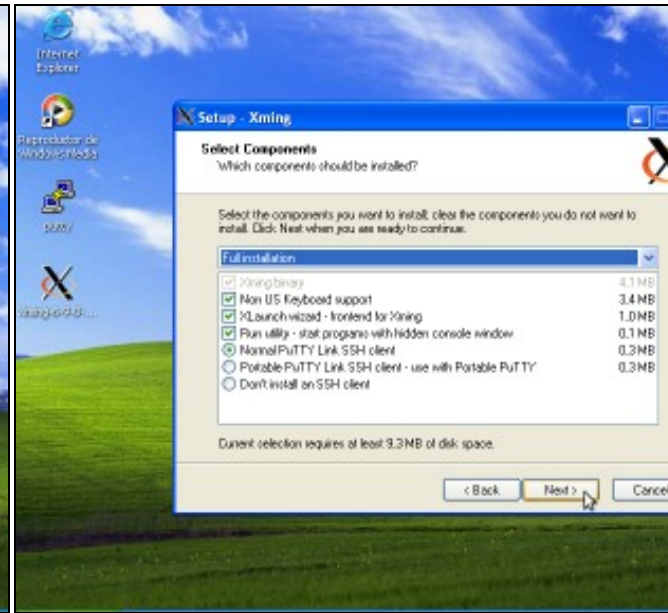 Internet
Explorer
Reproductor de
Windows Media
putty
Xming-6-9-0-...
Setup - Xming
Select Components
Which components should be installed?
Select the components you want to install; clear the components you do not want to
install. Click Next when you are ready to continue.
Full installation
Xming binary 4.1 MB
Non US Keyboard support 3.4 MB
XLaunch wizard - frontend for Xming 1.0 MB
Run utility - start programs with hidden console window 0.1 MB
Normal PuTTY Link SSH client 0.3 MB
Portable PuTTY Link SSH client - use with Portable PuTTY 0.3 MB
Don't install an SSH client
Current selection requires at least 9.3 MB of disk space.
< Back Next > Cancel